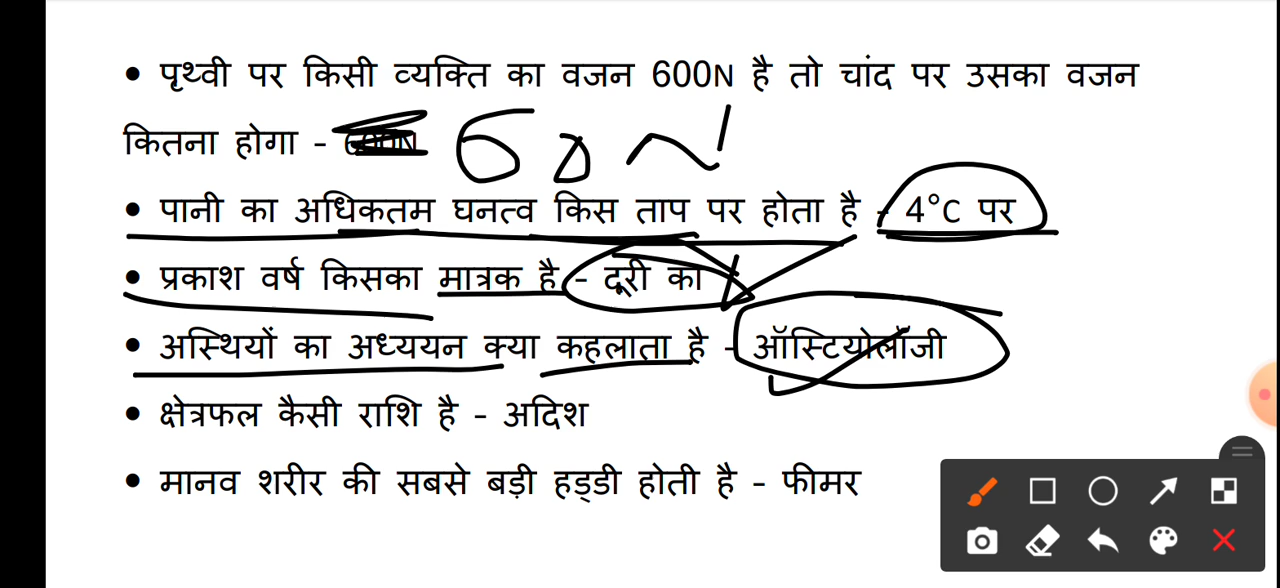 • पृथ्वी पर किसी व्यक्ति का वजन 600N है तो चांद पर उसका वजन
कितना होगा - 600N 60N
• पानी का अधिकतम घनत्व किस ताप पर होता है - 4°C पर
• प्रकाश वर्ष किसका मात्रक है - दूरी का
• अस्थियों का अध्ययन क्या कहलाता है - ऑस्टियोलॉजी
• क्षेत्रफल कैसी राशि है - अदिश
• मानव शरीर की सबसे बड़ी हड्डी होती है - फीमर